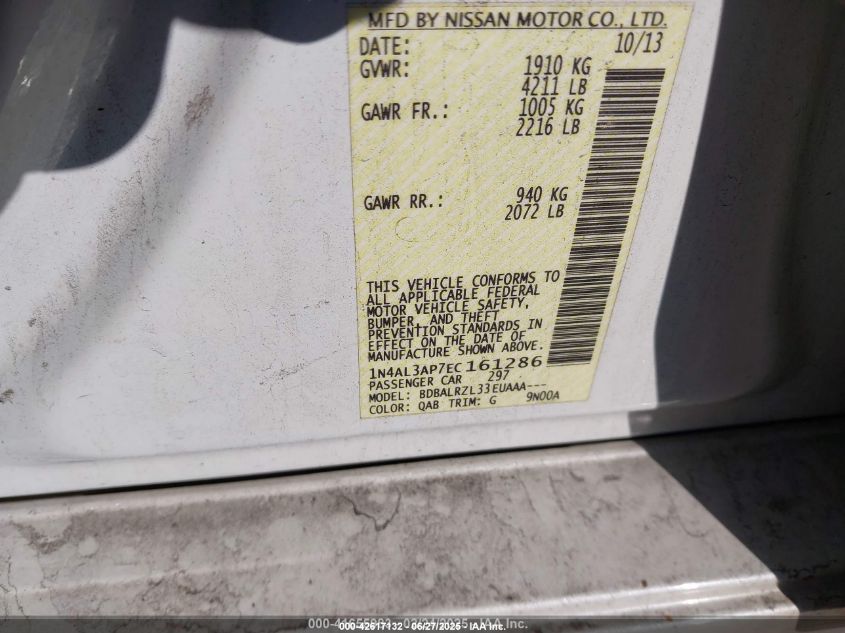 MFD BY NISSAN MOTOR CO., LTD.
DATE: 10/13
GVWR: 1910 KG
4211 LB
GAWR FR.: 1005 KG
2216 LB
GAWR RR.: 940 KG
2072 LB
THIS VEHICLE CONFORMS TO
ALL APPLICABLE FEDERAL
MOTOR VEHICLE SAFETY,
BUMPER, AND THEFT
PREVENTION STANDARDS IN
EFFECT ON THE DATE OF
MANUFACTURE SHOWN ABOVE.
1N4AL3AP7EC161286
PASSENGER CAR 297
MODEL: BDBALRZL33EUAAA---
COLOR: QAB TRIM: G 9N00A
000-42617132 - 06/27/2025 - IAA Inc.